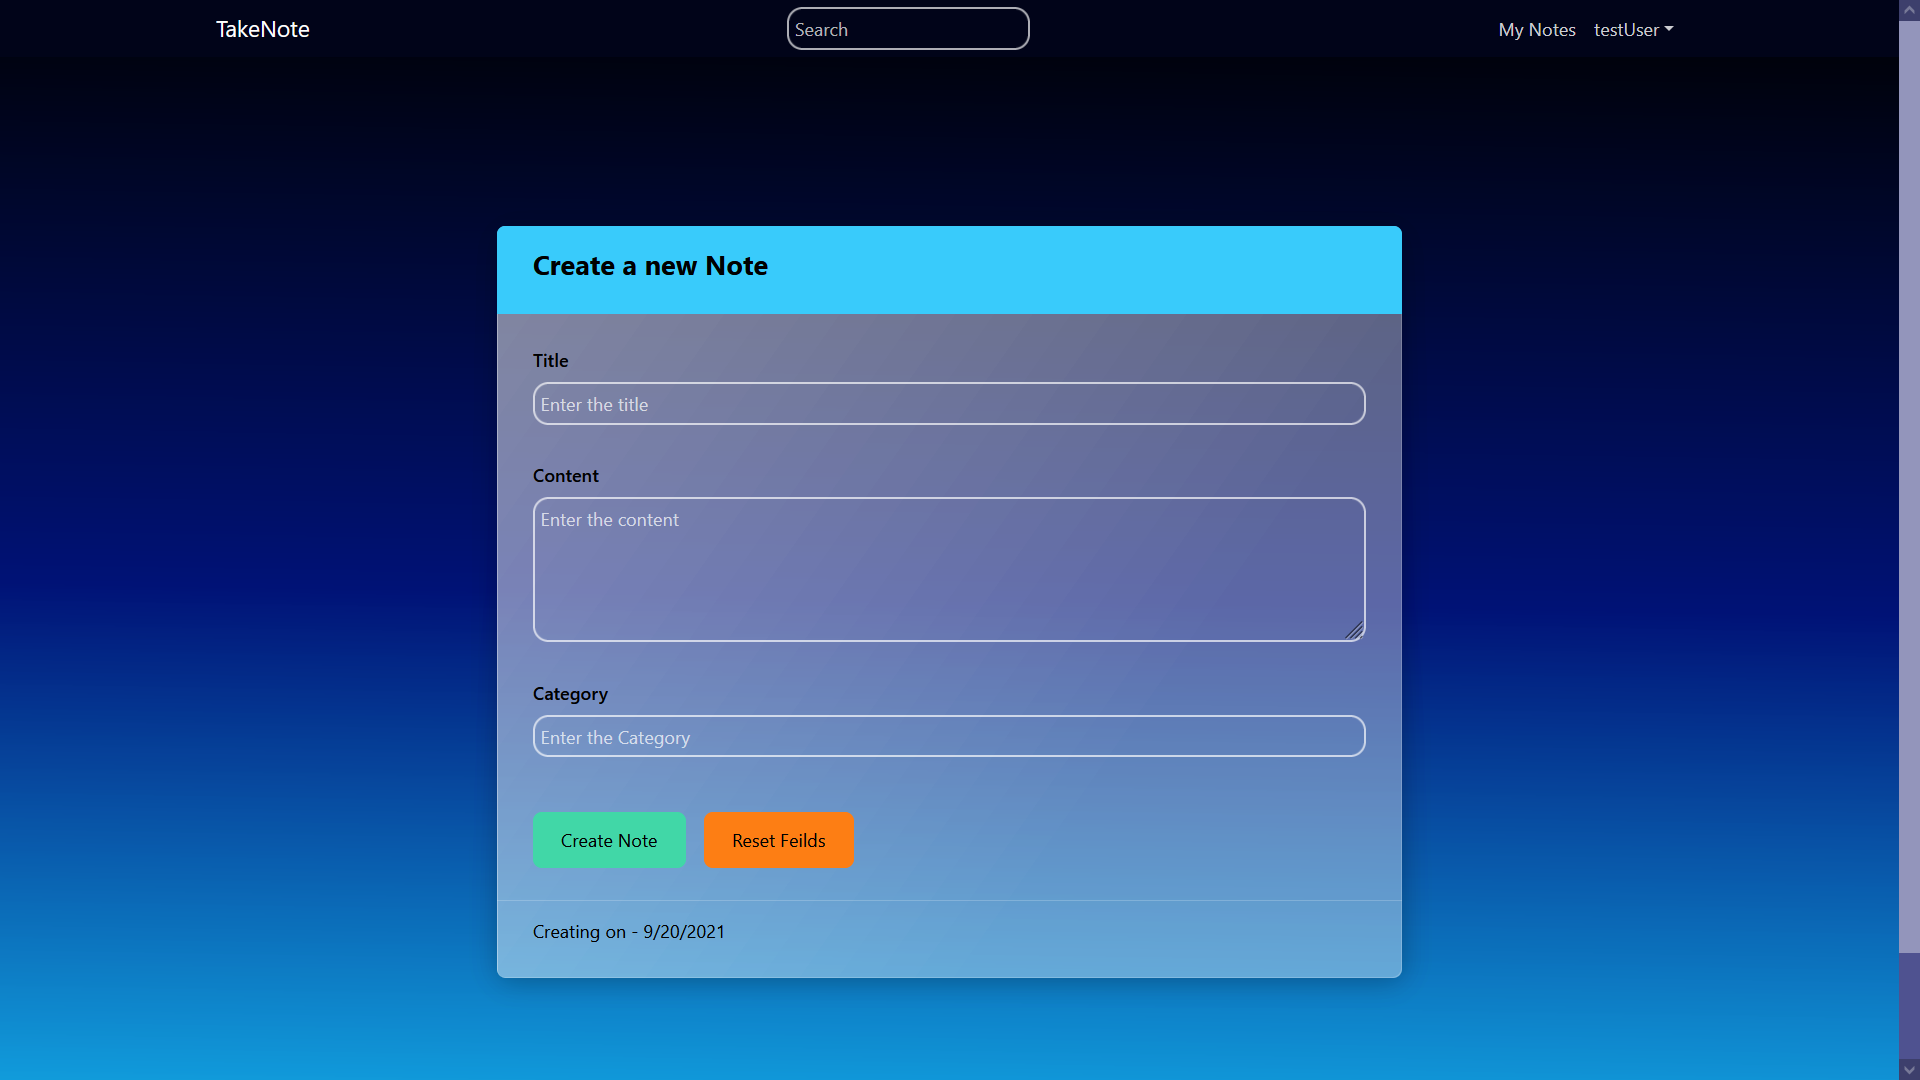 TakeNote
Search
My Notes
testUser
Create a new Note
Title
Enter the title
Content
Enter the content
Category
Enter the Category
Create Note
Reset Feilds
Creating on - 9/20/2021